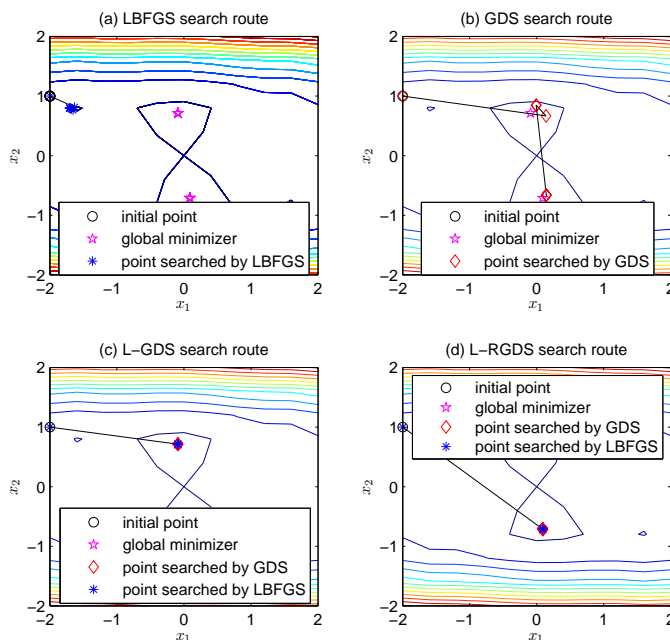 (a) LBFGS search route
2
1
0
−1
−2
x2
−2
−1
0
1
2
x1
initial point
global minimizer
point searched by LBFGS
(b) GDS search route
2
1
0
−1
−2
x2
−2
−1
0
1
2
x1
initial point
global minimizer
point searched by GDS
(c) L−GDS search route
2
1
0
−1
−2
x2
−2
−1
0
1
2
x1
initial point
global minimizer
point searched by GDS
point searched by LBFGS
(d) L−RGDS search route
2
1
0
−1
−2
x2
−2
−1
0
1
2
x1
initial point
global minimizer
point searched by GDS
point searched by LBFGS